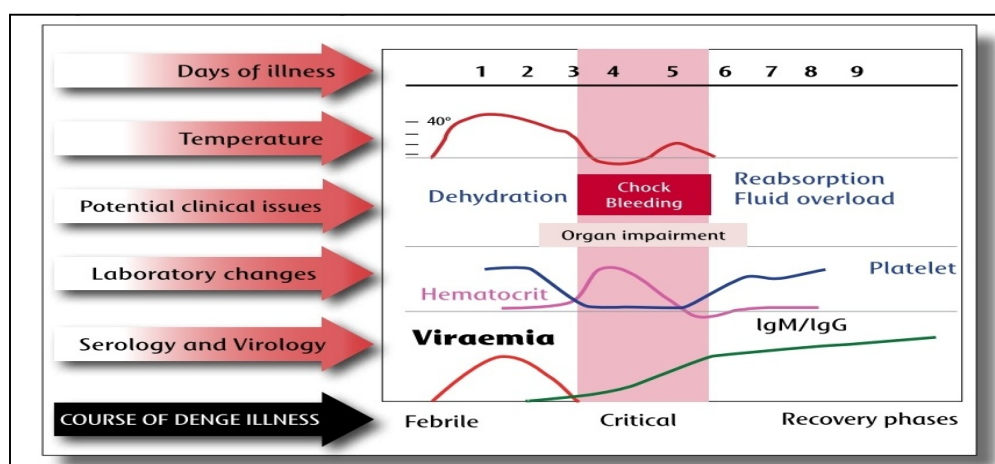 Days of illness
1 2 3 4 5 6 7 8 9
Temperature
40°
Potential clinical issues
Dehydration
Chock
Bleeding
Reabsorption
Fluid overload
Organ impairment
Laboratory changes
Hematocrit
Platelet
Serology and Virology
Viraemia
IgM/IgG
COURSE OF DENGE ILLNESS
Febrile
Critical
Recovery phases